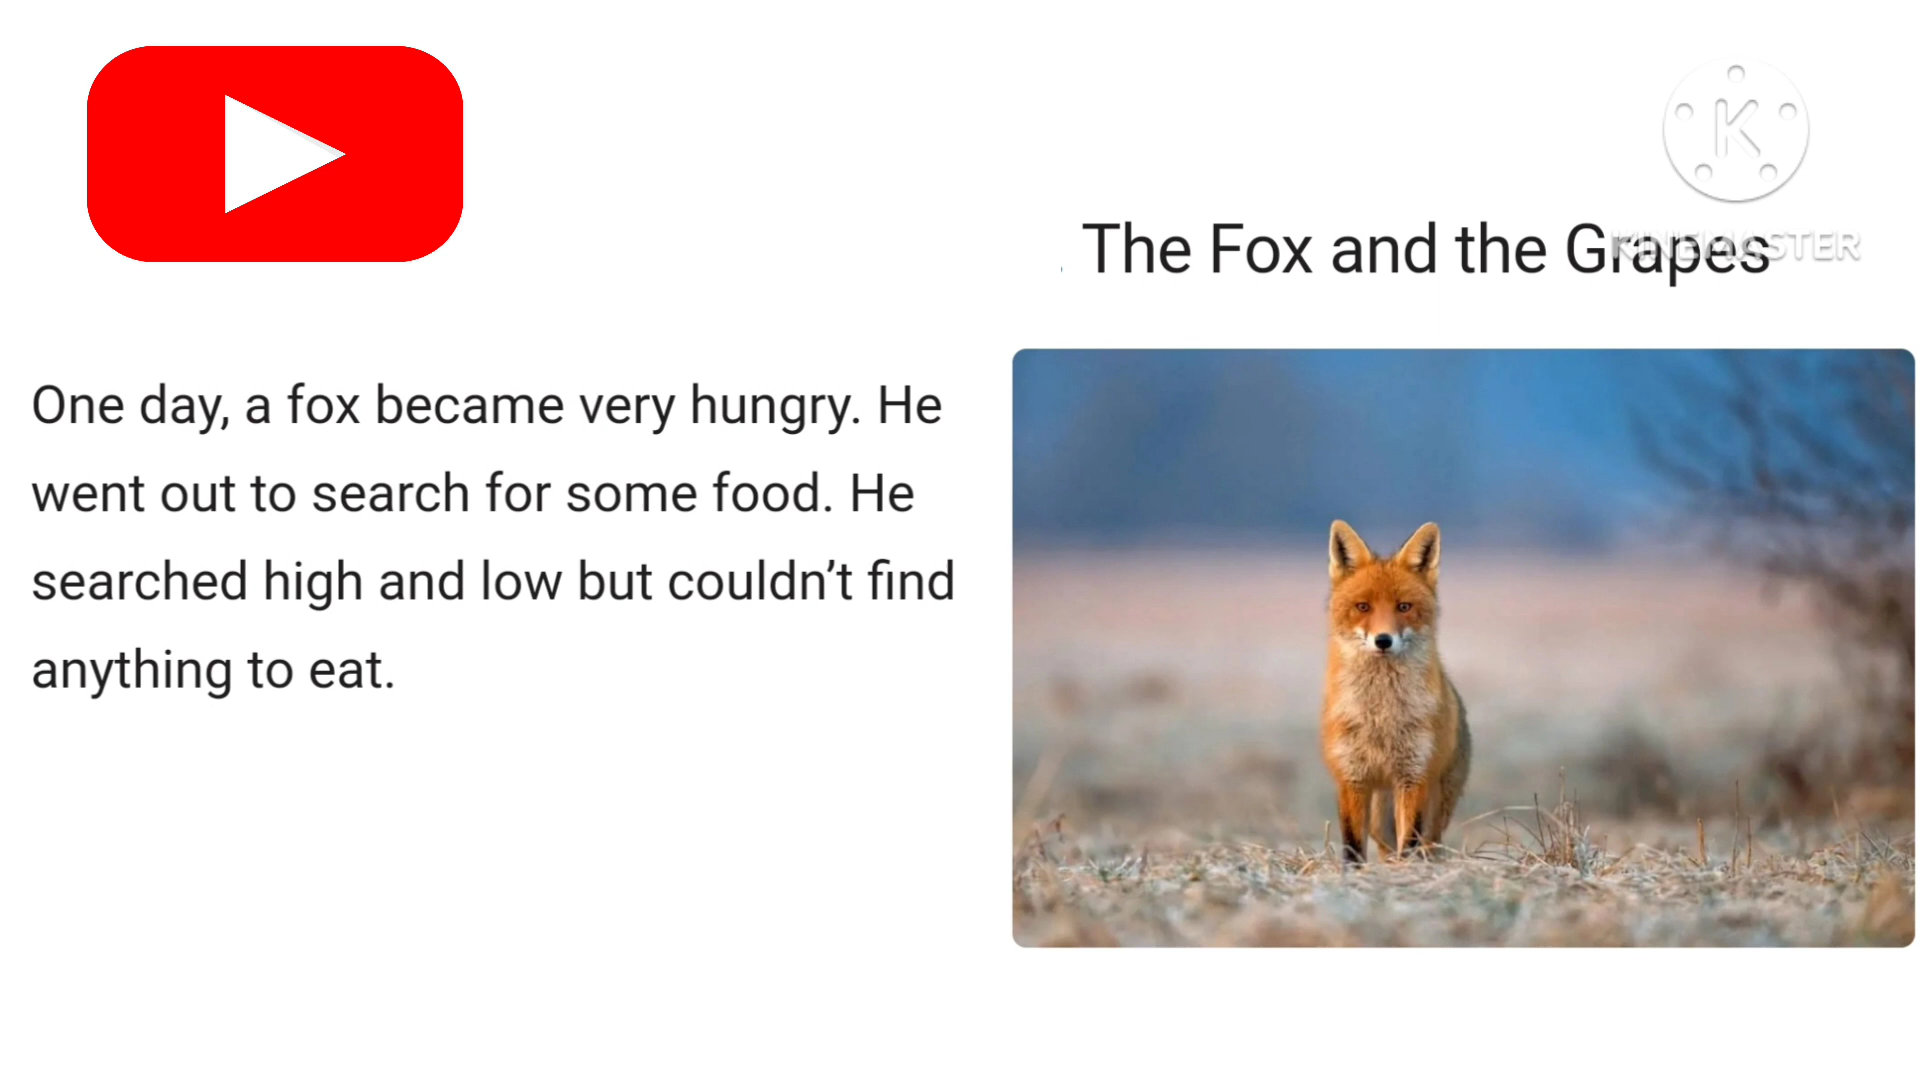 The Fox and the Grapes
KINEMASTER
One day, a fox became very hungry. He
went out to search for some food. He
searched high and low but couldn’t find
anything to eat.